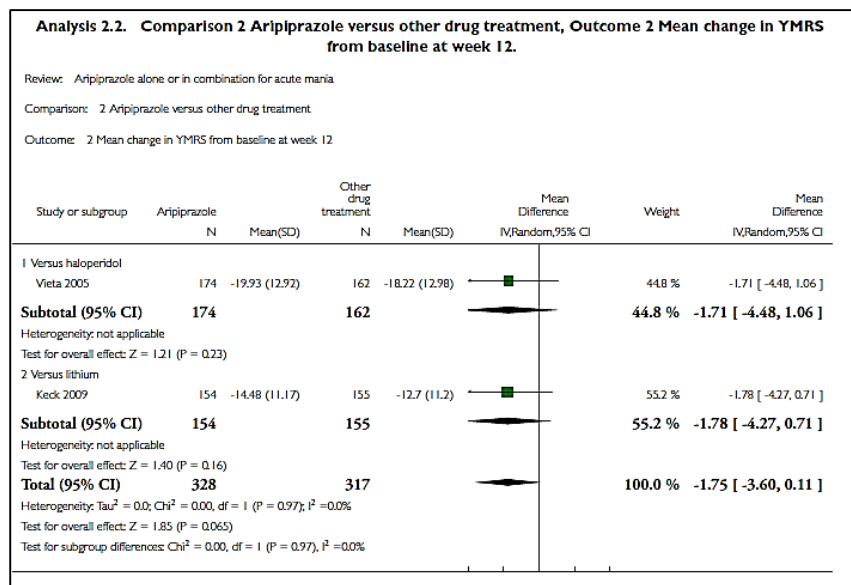 Analysis 2.2. Comparison 2 Aripiprazole versus other drug treatment, Outcome 2 Mean change in YMRS
from baseline at week 12.
Review: Aripiprazole alone or in combination for acute mania
Comparison: 2 Aripiprazole versus other drug treatment
Outcome: 2 Mean change in YMRS from baseline at week 12
Study or subgroup Aripiprazole Other drug treatment Mean Difference Weight Mean Difference
N Mean(SD) N Mean(SD) IV,Random,95% CI IV,Random,95% CI
1 Versus haloperidol
Vieta 2005 174 -19.93 (12.92) 162 -18.22 (12.98) 44.8 % -1.71 [ -4.48, 1.06 ]
Subtotal (95% CI) 174 162 44.8 % -1.71 [ -4.48, 1.06 ]
Heterogeneity: not applicable
Test for overall effect: Z = 1.21 (P = 0.23)
2 Versus lithium
Keck 2009 154 -14.48 (11.17) 155 -12.7 (11.2) 55.2 % -1.78 [ -4.27, 0.71 ]
Subtotal (95% CI) 154 155 55.2 % -1.78 [ -4.27, 0.71 ]
Heterogeneity: not applicable
Test for overall effect: Z = 1.40 (P = 0.16)
Total (95% CI) 328 317 100.0 % -1.75 [ -3.60, 0.11 ]
Heterogeneity: Tau² = 0.0; Chi² = 0.00, df = 1 (P = 0.97); I² =0.0%
Test for overall effect: Z = 1.85 (P = 0.065)
Test for subgroup differences: Chi² = 0.00, df = 1 (P = 0.97), I² =0.0%